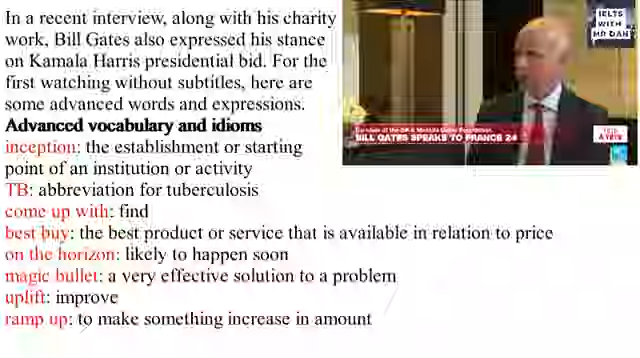 In a recent interview, along with his charity
work, Bill Gates also expressed his stance
on Kamala Harris presidential bid. For the
first watching without subtitles, here are
some advanced words and expressions.
Advanced vocabulary and idioms
inception: the establishment or starting
point of an institution or activity
TB: abbreviation for tuberculosis
come up with: find
best buy: the best product or service that is available in relation to price
on the horizon: likely to happen soon
magic bullet: a very effective solution to a problem
uplift: improve
ramp up: to make something increase in amount
IELTS
WITH
MR DAN
BILL GATES SPEAKS TO FRANCE 24
PARIS